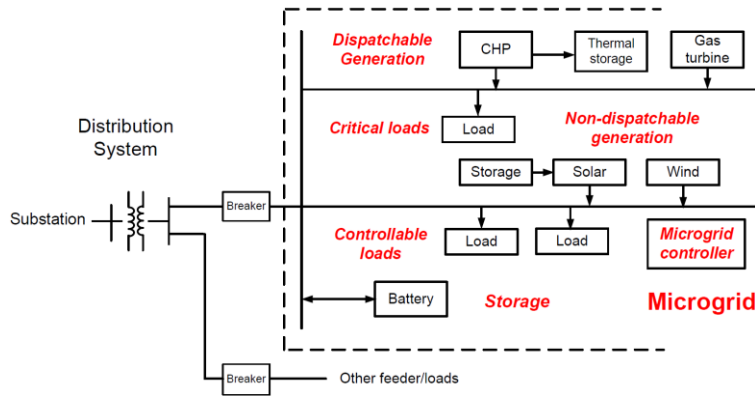 Dispatchable
Generation
CHP
Thermal
storage
Gas
turbine
Critical loads
Load
Non-dispatchable
generation
Distribution
System
Storage
Solar
Wind
Substation
Breaker
Controllable
loads
Load
Load
Microgrid
controller
Battery
Storage
Microgrid
Breaker
Other feeder/loads